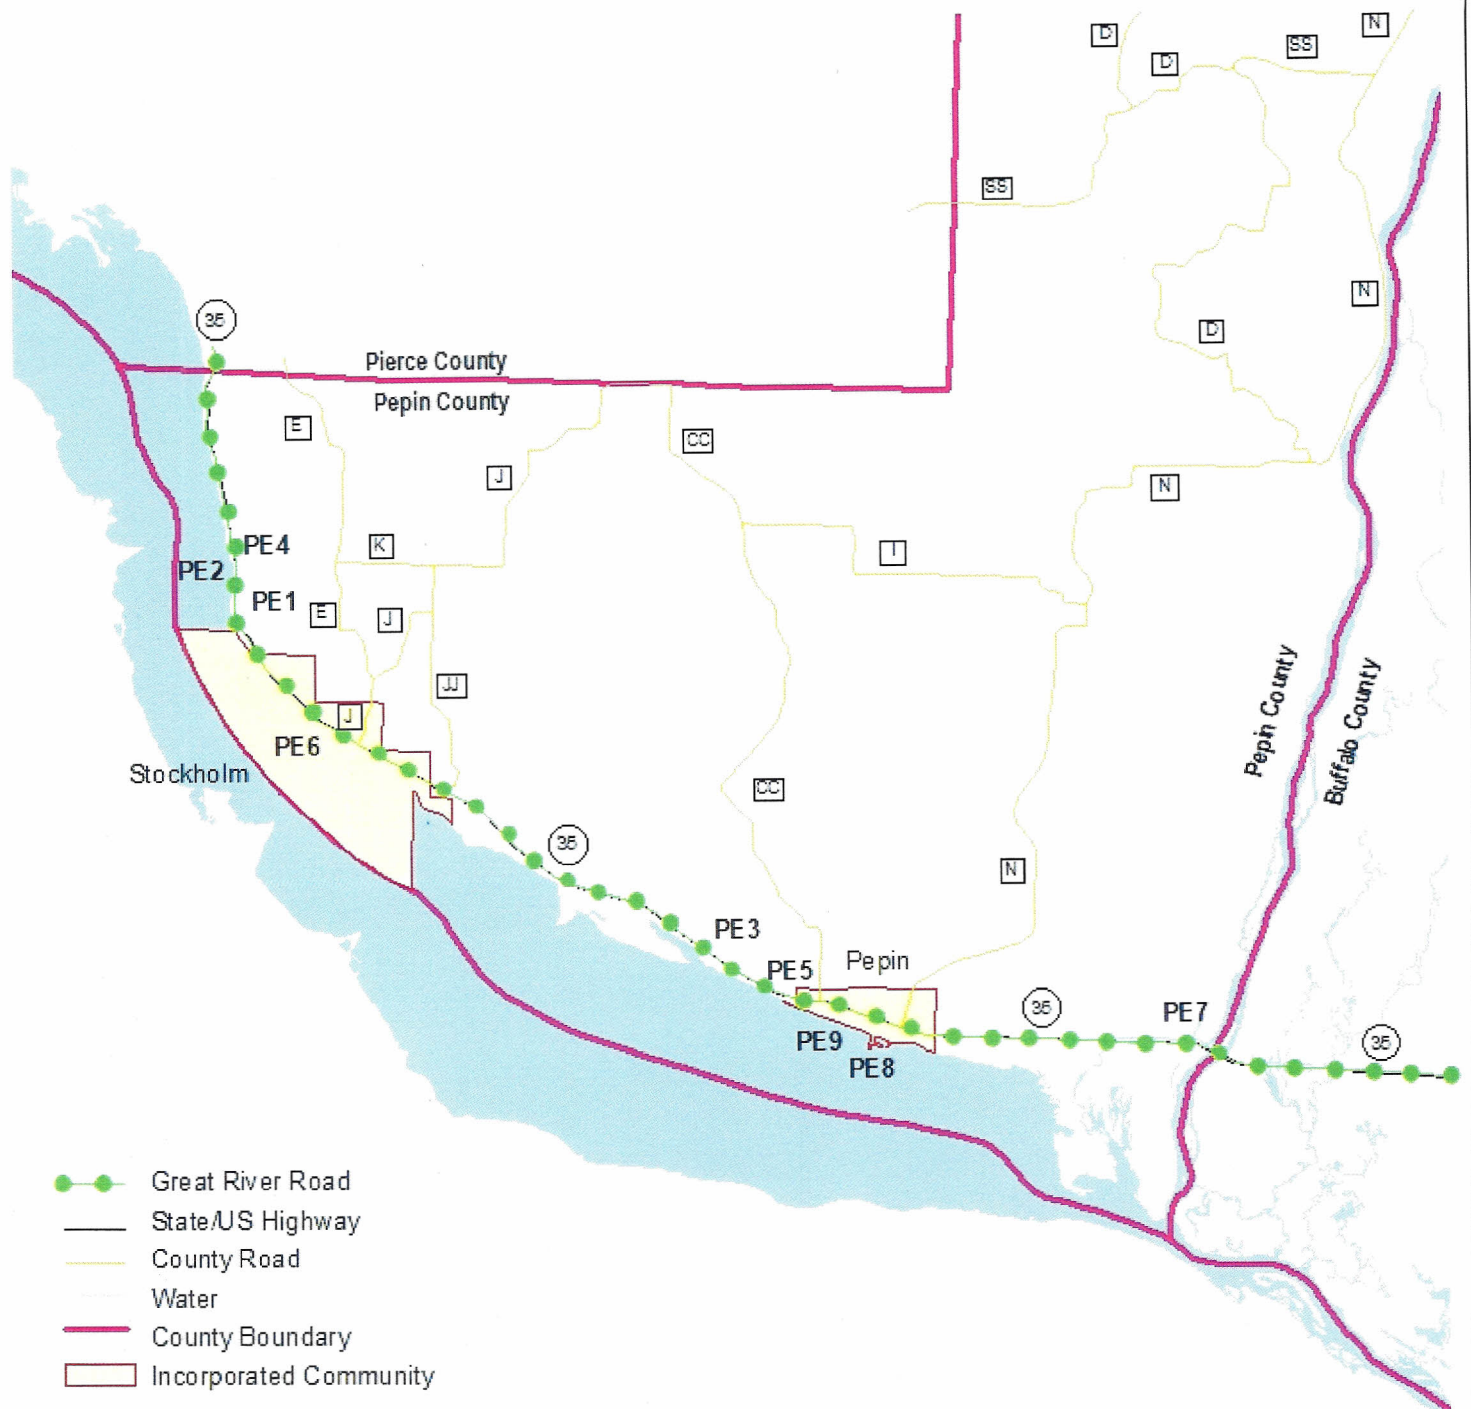 N
D
SS
D
SS
N
35
D
Pierce County
Pepin County
E
CC
J
N
K
I
PE4
PE2
PE1
E
J
JJ
Pepin County
Buffalo County
J
PE6
Stockholm
CC
35
N
PE3
Pepin
PE5
35
PE7
PE9
35
PE8
Great River Road
State/US Highway
County Road
Water
County Boundary
Incorporated Community